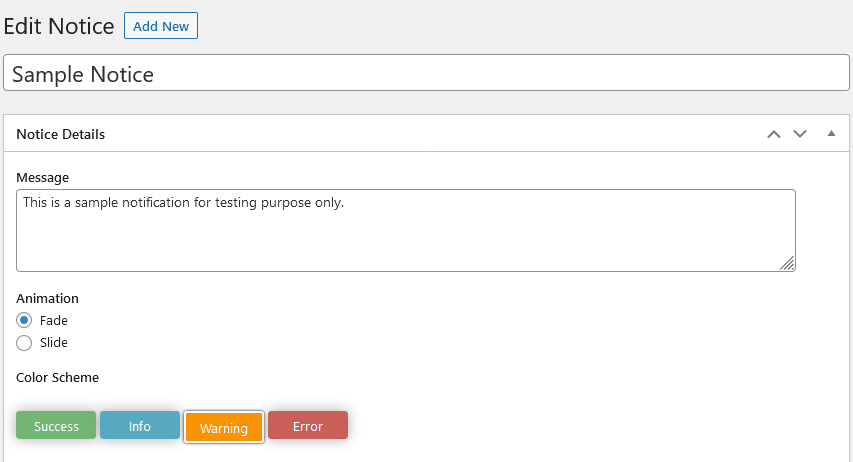 Edit Notice Add New
Sample Notice
Notice Details
Message
This is a sample notification for testing purpose only.
Animation
Fade
Slide
Color Scheme
Success Info Warning Error